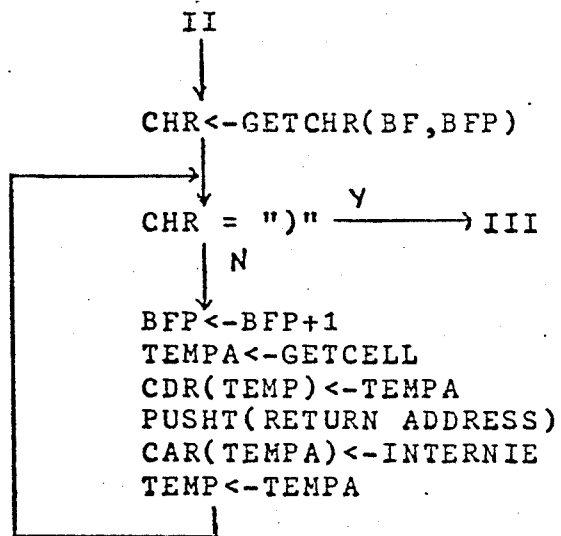 II
CHR<-GETCHR(BF,BFP)
Y
CHR = ")" III
N
BFP<-BFP+1
TEMPA<-GETCELL
CDR(TEMP)<-TEMPA
PUSHT(RETURN ADDRESS)
CAR(TEMPA)<-INTERNIE
TEMP<-TEMPA